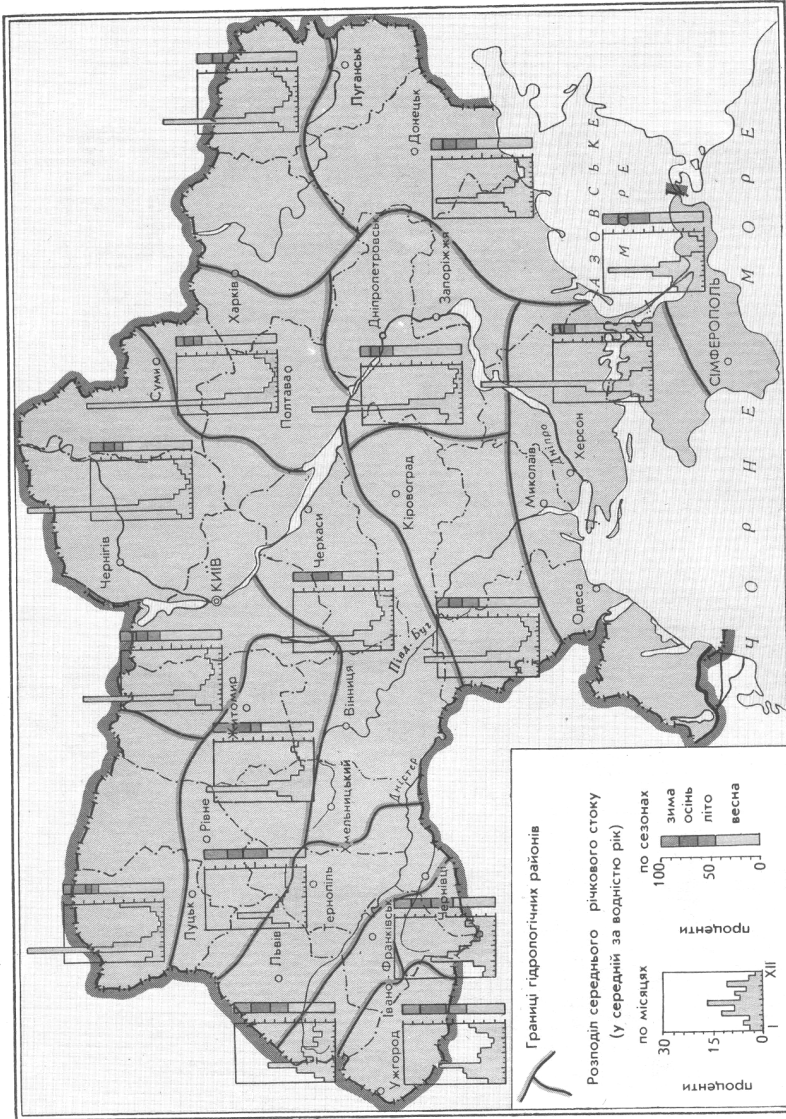 Луганськ
Донецьк
Харків
Суми
Полтава
Дніпропетровськ
Запоріжжя
АЗОВСЬКЕ
МОРЕ
СІМФЕРОПОЛЬ
ЧОРНЕ МОРЕ
Чернігів
КИЇВ
Черкаси
Кіровоград
Миколаїв
Дніпро
Херсон
Одеса
Півд. Буг
Житомир
Вінниця
Рівне
Хмельницький
Дністер
Луцьк
Тернопіль
Львів
Івано-Франківськ
Чернівці
Ужгород
Границі гідрологічних районів
Розподіл середнього річкового стоку
(у середній за водністю рік)
по місяцях
30
15
0
I
XII
проценти
по сезонах
100
50
0
зима
осінь
літо
весна
проценти